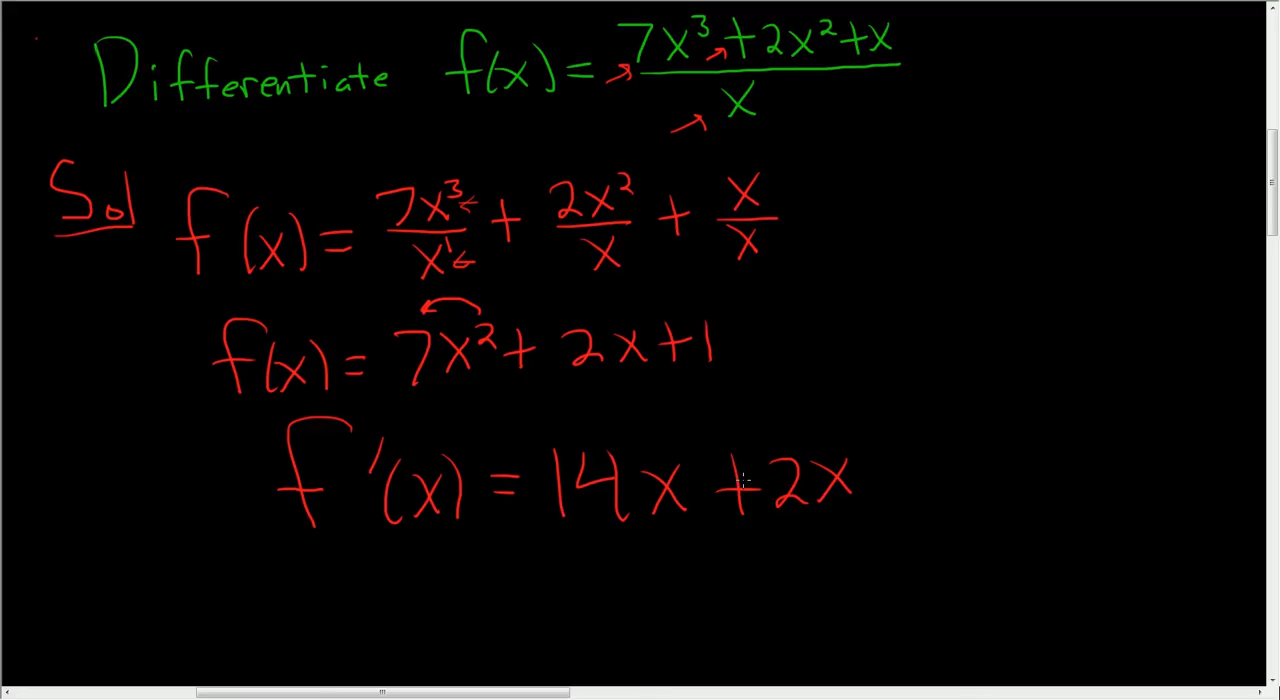 Differentiate f(x) = (7x³ + 2x² + x)/x
Sol f(x) = 7x³/x¹ + 2x²/x + x/x
f(x) = 7x² + 2x + 1
f'(x) = 14x + 2x